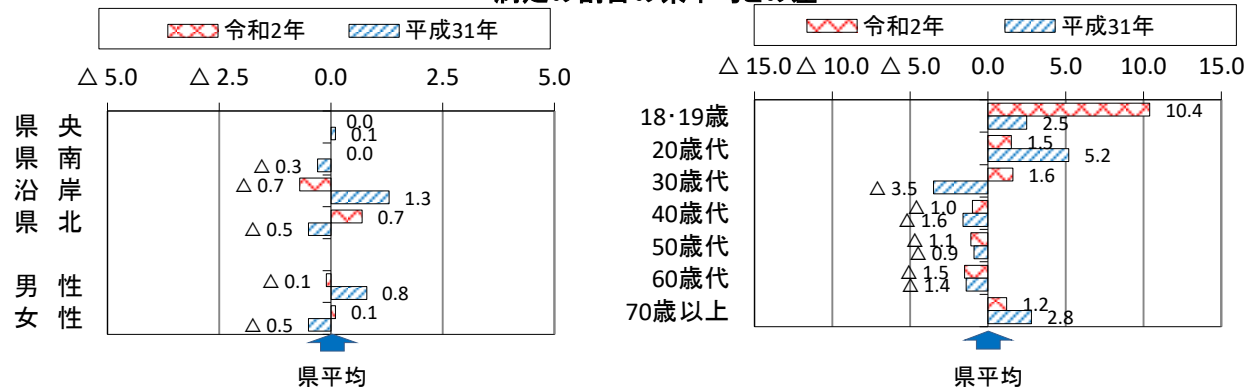 令和2年 平成31年
△ 5.0 △ 2.5 0.0 2.5 5.0
県 央 0.0
0.1
県 南 0.0
△ 0.3
沿 岸 △ 0.7
1.3
県 北 0.7
△ 0.5
男 性 △ 0.1
0.8
女 性 0.1
△ 0.5
県平均
令和2年 平成31年
△ 15.0 △ 10.0 △ 5.0 0.0 5.0 10.0 15.0
18・19歳 10.4
2.5
20歳代 1.5
5.2
30歳代 1.6
△ 3.5
40歳代 △ 1.0
△ 1.6
50歳代 △ 1.1
△ 0.9
60歳代 △ 1.5
△ 1.4
70歳以上 1.2
2.8
県平均